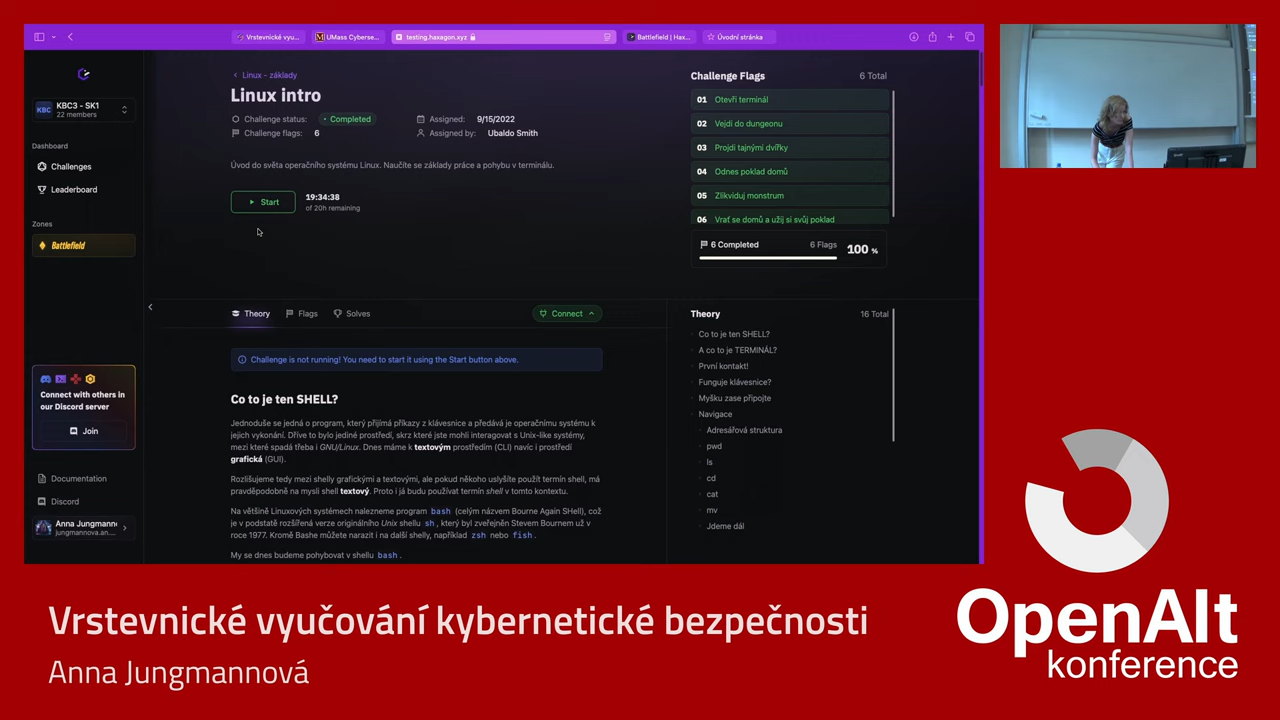 Vrstevnické vyu...
UMass Cyberse...
testing.haxagon.xyz
Battlefield | Hax...
Úvodní stránka
KBC
KBC3 - SK1
22 members
Dashboard
Challenges
Leaderboard
Zones
Battlefield
Connect with others in
our Discord server
Join
Documentation
Discord
Anna Jungmann
jungmannova.an....
Linux - základy
Linux intro
Challenge status: Completed
Assigned: 9/15/2022
Challenge flags: 6
Assigned by: Ubaldo Smith
Úvod do světa operačního systému Linux. Naučíte se základy práce a pohybu v terminálu.
Start
19:34:38
of 20h remaining
Challenge Flags 6 Total
01 Otevři terminál
02 Vejdi do dungeonu
03 Projdi tajnými dvířky
04 Odnes poklad domů
05 Zlikviduj monstrum
06 Vrať se domů a užij si svůj poklad
6 Completed 6 Flags 100 %
Theory Flags Solves Connect
Challenge is not running! You need to start it using the Start button above.
Co to je ten SHELL?
Jednoduše se jedná o program, který přijímá příkazy z klávesnice a předává je operačnímu systému k
jejich vykonání. Dříve to bylo jediné prostředí, skrz které jste mohli interagovat s Unix-like systémy,
mezi které spadá třeba i GNU/Linux. Dnes máme k textovým prostředím (CLI) navíc i prostředí
grafická (GUI).
Rozlišujeme tedy mezi shelly grafickými a textovými, ale pokud někoho uslyšíte použít termín shell, má
pravděpodobně na mysli shell textový. Proto i já budu používat termín shell v tomto kontextu.
Na většině Linuxových systémech nalezneme program bash (celým názvem Bourne Again SHell), což
je v podstatě rozšířená verze originálního Unix shellu sh, který byl zveřejněn Stevem Bournem už v
roce 1977. Kromě Bashe můžete narazit i na další shelly, například zsh nebo fish.
My se dnes budeme pohybovat v shellu bash.
Theory 16 Total
Co to je ten SHELL?
A co to je TERMINÁL?
První kontakt!
Funguje klávesnice?
Myšku zase připojte
Navigace
Adresářová struktura
pwd
ls
cd
cat
mv
Jdeme dál
Vrstevnické vyučování kybernetické bezpečnosti
Anna Jungmannová
OpenAlt
konference